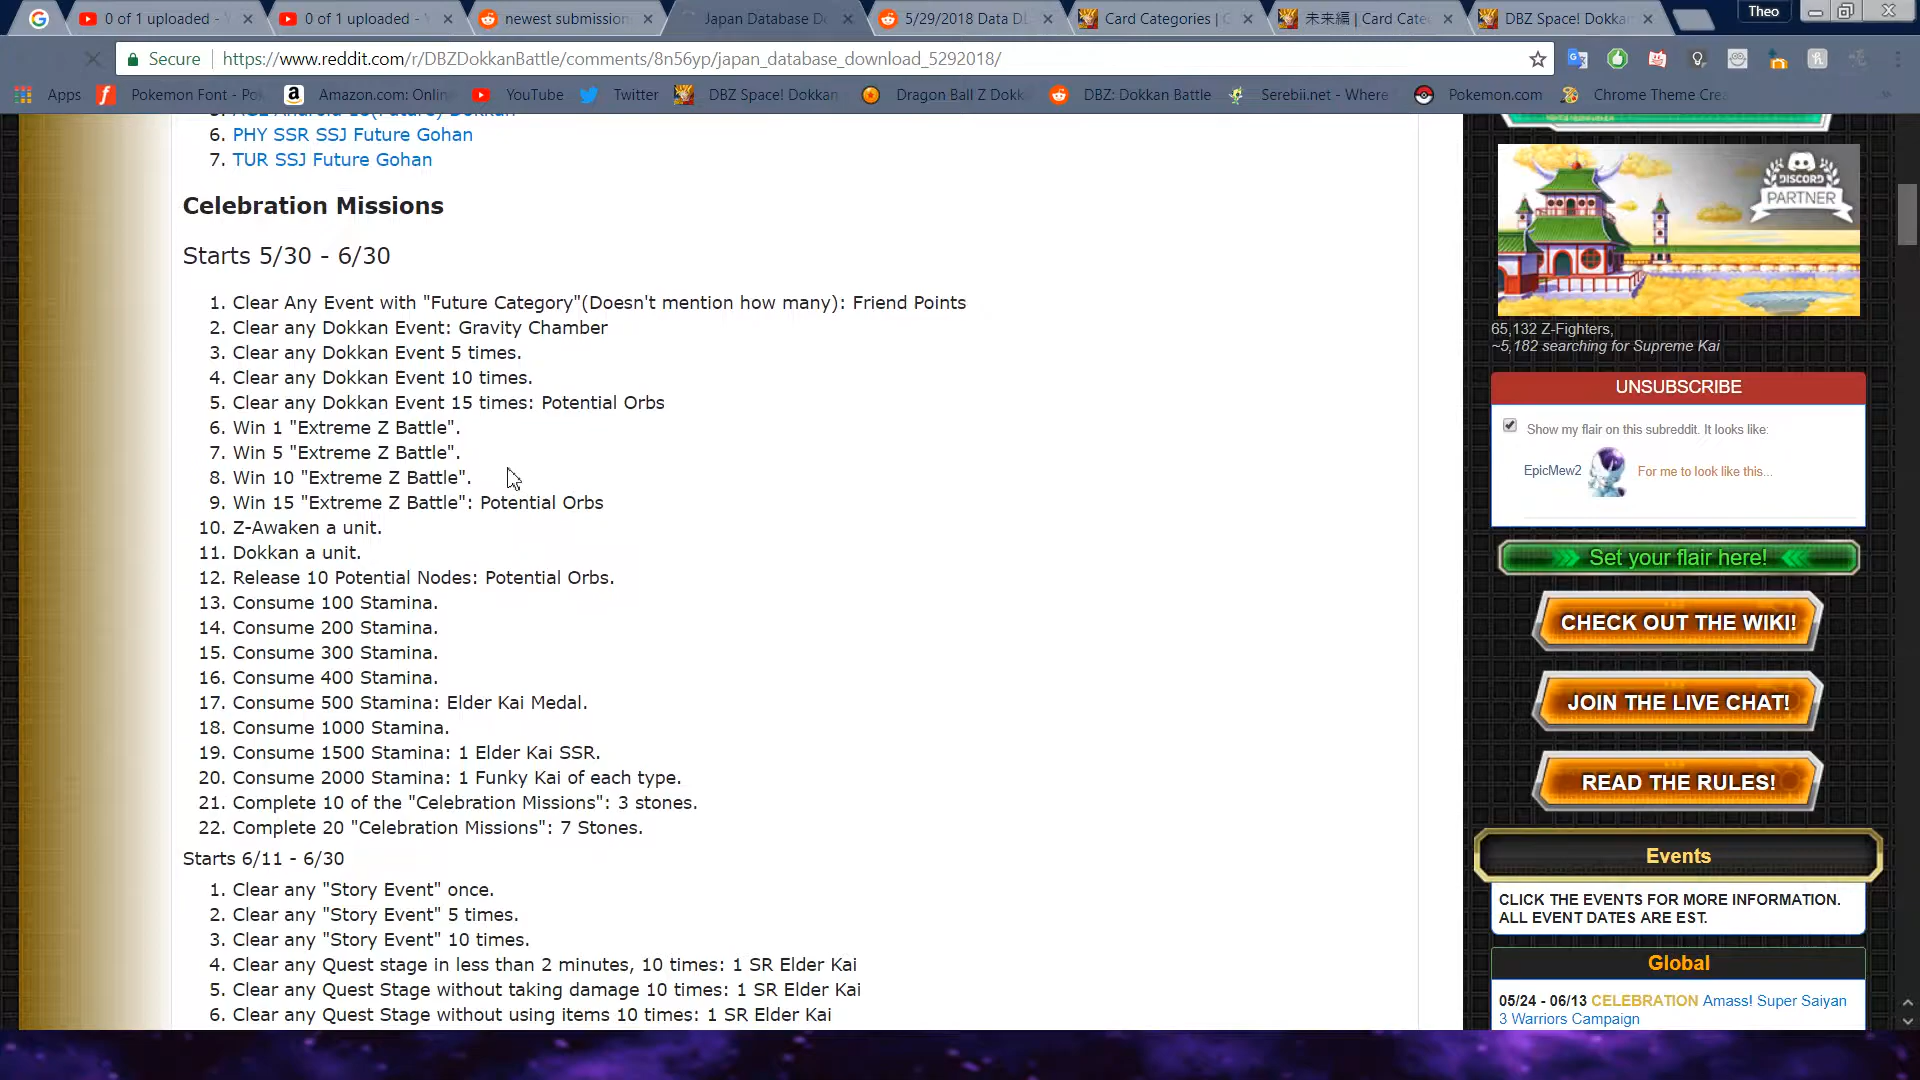 Theo
0 of 1 uploaded -
0 of 1 uploaded -
newest submission
Japan Database Do
5/29/2018 Data DL
Card Categories | G
未来編 | Card Cate
DBZ Space! Dokkan
Secure
https://www.reddit.com/r/DBZDokkanBattle/comments/8n56yp/japan_database_download_5292018/
Apps
Pokemon Font - Po
Amazon.com: Onlin
YouTube
Twitter
DBZ Space! Dokkan
Dragon Ball Z Dokk
DBZ: Dokkan Battle
Serebii.net - Where
Pokemon.com
Chrome Theme Crea
6. PHY SSR SSJ Future Gohan
7. TUR SSJ Future Gohan
Celebration Missions
Starts 5/30 - 6/30
1. Clear Any Event with "Future Category"(Doesn't mention how many): Friend Points
2. Clear any Dokkan Event: Gravity Chamber
3. Clear any Dokkan Event 5 times.
4. Clear any Dokkan Event 10 times.
5. Clear any Dokkan Event 15 times: Potential Orbs
6. Win 1 "Extreme Z Battle".
7. Win 5 "Extreme Z Battle".
8. Win 10 "Extreme Z Battle".
9. Win 15 "Extreme Z Battle": Potential Orbs
10. Z-Awaken a unit.
11. Dokkan a unit.
12. Release 10 Potential Nodes: Potential Orbs.
13. Consume 100 Stamina.
14. Consume 200 Stamina.
15. Consume 300 Stamina.
16. Consume 400 Stamina.
17. Consume 500 Stamina: Elder Kai Medal.
18. Consume 1000 Stamina.
19. Consume 1500 Stamina: 1 Elder Kai SSR.
20. Consume 2000 Stamina: 1 Funky Kai of each type.
21. Complete 10 of the "Celebration Missions": 3 stones.
22. Complete 20 "Celebration Missions": 7 Stones.
Starts 6/11 - 6/30
1. Clear any "Story Event" once.
2. Clear any "Story Event" 5 times.
3. Clear any "Story Event" 10 times.
4. Clear any Quest stage in less than 2 minutes, 10 times: 1 SR Elder Kai
5. Clear any Quest Stage without taking damage 10 times: 1 SR Elder Kai
6. Clear any Quest Stage without using items 10 times: 1 SR Elder Kai
DISCORD
PARTNER
65,132 Z-Fighters,
~5,182 searching for Supreme Kai
UNSUBSCRIBE
Show my flair on this subreddit. It looks like:
EpicMew2
For me to look like this...
Set your flair here!
CHECK OUT THE WIKI!
JOIN THE LIVE CHAT!
READ THE RULES!
Events
CLICK THE EVENTS FOR MORE INFORMATION.
ALL EVENT DATES ARE EST.
Global
05/24 - 06/13 CELEBRATION Amass! Super Saiyan
3 Warriors Campaign